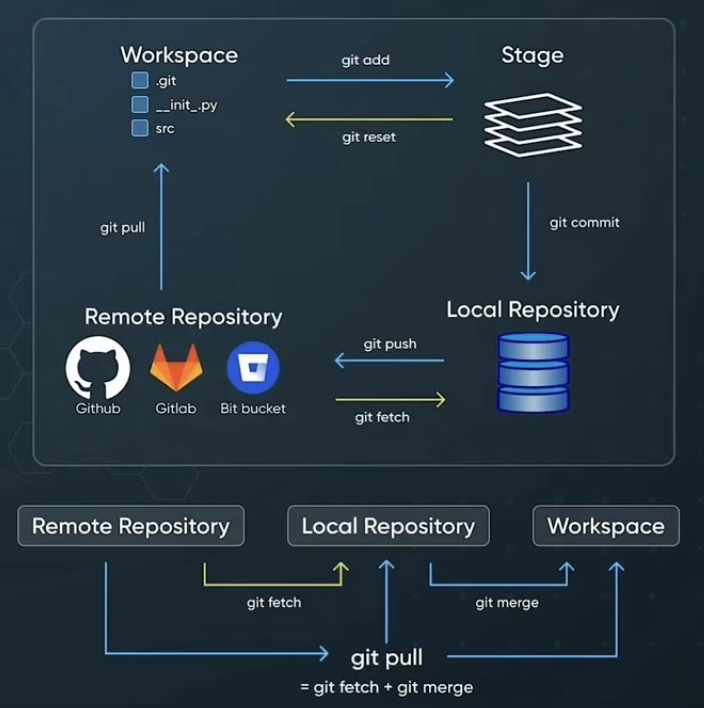 Workspace
.git
__init_.py
src
git add
git reset
Stage
git pull
git commit
Remote Repository
Github
Gitlab
Bit bucket
git push
git fetch
Local Repository
Remote Repository
Local Repository
Workspace
git fetch
git merge
git pull
= git fetch + git merge